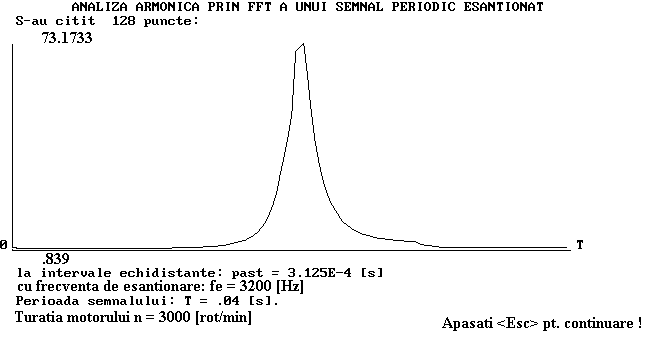 ANALIZA ARMONICA PRIN FFT A UNUI SEMNAL PERIODIC ESANTIONAT
S-au citit 128 puncte:
73.1733
0
T
.839
la intervale echidistante: past = 3.125E-4 [s]
cu frecventa de esantionare: fe = 3200 [Hz]
Perioada semnalului: T = .04 [s].
Turatia motorului n = 3000 [rot/min]
Apasati <Esc> pt. continuare !